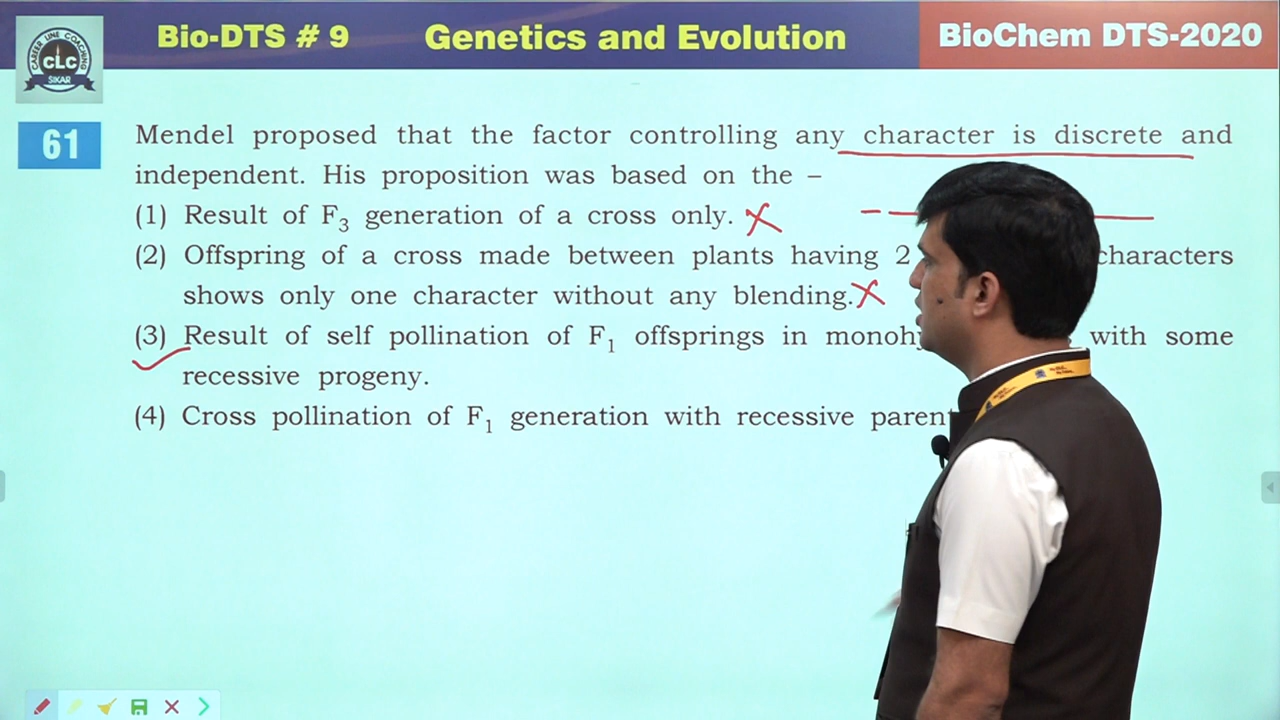 Bio-DTS # 9 Genetics and Evolution BioChem DTS-2020
CAREER LINE COACHING
CLC
SIKAR
61 Mendel proposed that the factor controlling any character is discrete and
independent. His proposition was based on the –
(1) Result of F₃ generation of a cross only.
(2) Offspring of a cross made between plants having 2 characters
shows only one character without any blending.
(3) Result of self pollination of F₁ offsprings in with some
recessive progeny.
(4) Cross pollination of F₁ generation with recessive